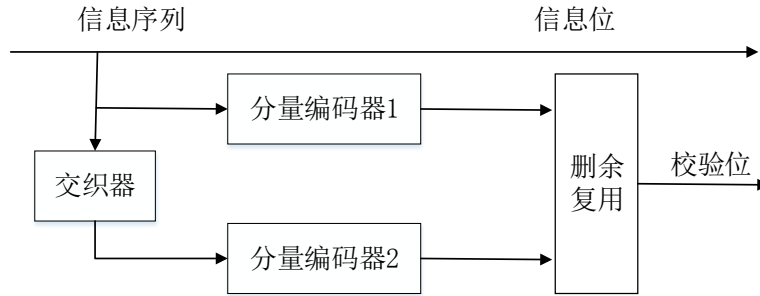 信息序列
信息位
分量编码器1
交织器
删余
复用
校验位
分量编码器2